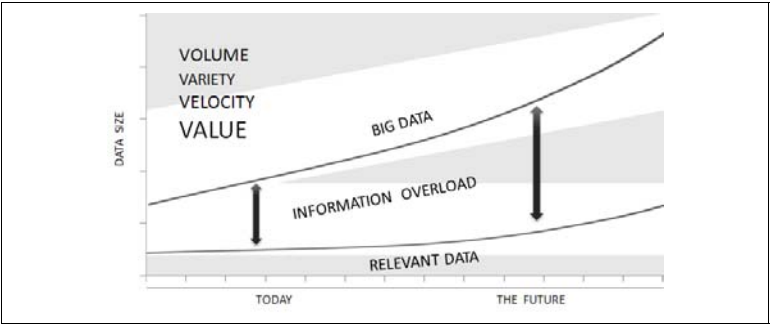 VOLUME
VARIETY
VELOCITY
VALUE
DATA SIZE
BIG DATA
INFORMATION OVERLOAD
RELEVANT DATA
TODAY
THE FUTURE